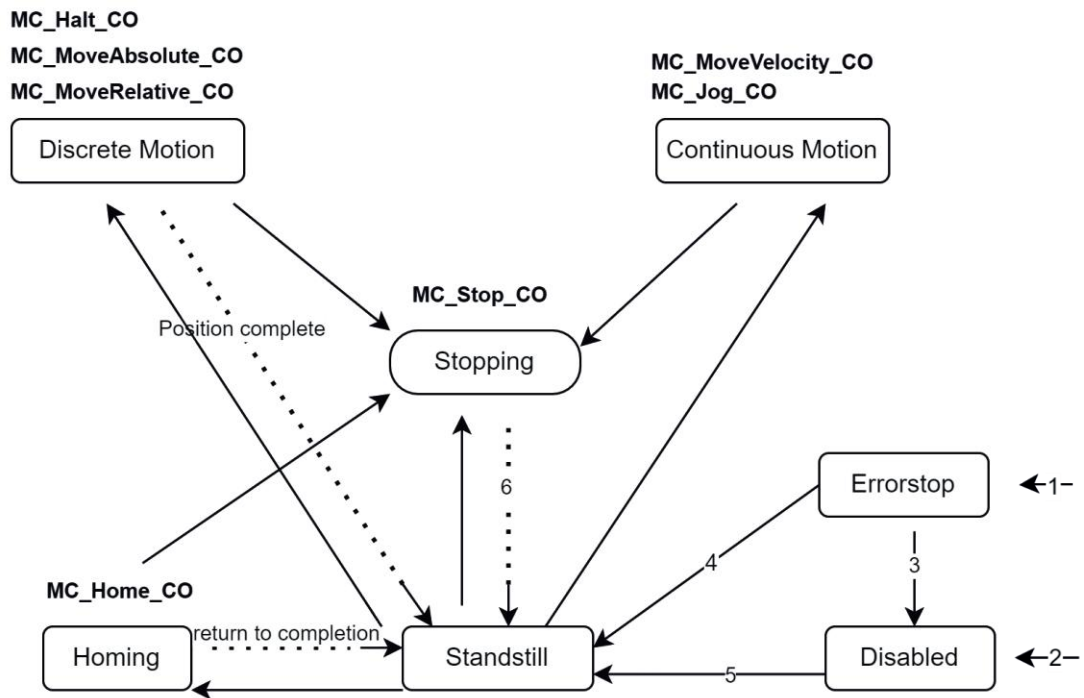 MC_Halt_CO
MC_MoveAbsolute_CO
MC_MoveRelative_CO
Discrete Motion
MC_MoveVelocity_CO
MC_Jog_CO
Continuous Motion
Position complete
MC_Stop_CO
Stopping
6
Errorstop
1
4
3
MC_Home_CO
Homing
return to completion
Standstill
5
Disabled
2